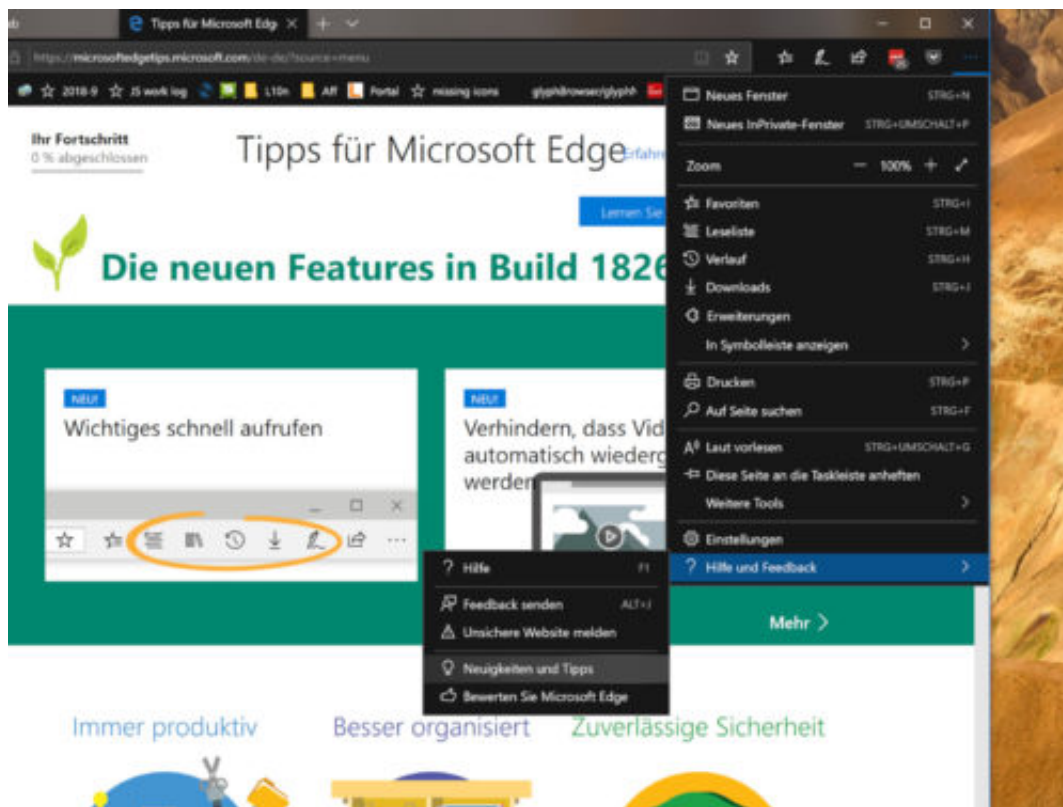 Tipps für Microsoft Edg
https://microsoftedgetips.microsoft.com/de-de/?source=menu
2018-9 JS work log L10n Aff Portal missing icons glyphBrowser/glyph
Ihr Fortschritt
0 % abgeschlossen
Tipps für Microsoft Edge
Erfahre
Lernen Sie
Die neuen Features in Build 1826
NEU!
Wichtiges schnell aufrufen
NEU!
Verhindern, dass Vid
automatisch wiederg
werden
Mehr
Immer produktiv
Besser organisiert
Zuverlässige Sicherheit
Neues Fenster STRG+N
Neues InPrivate-Fenster STRG+UMSCHALT+P
Zoom 100%
Favoriten STRG+I
Leseliste STRG+M
Verlauf STRG+H
Downloads STRG+J
Erweiterungen
In Symbolleiste anzeigen
Drucken STRG+P
Auf Seite suchen STRG+F
Laut vorlesen STRG+UMSCHALT+G
Diese Seite an die Taskleiste anheften
Weitere Tools
Einstellungen
Hilfe und Feedback
Hilfe F1
Feedback senden ALT+J
Unsichere Website melden
Neuigkeiten und Tipps
Bewerten Sie Microsoft Edge